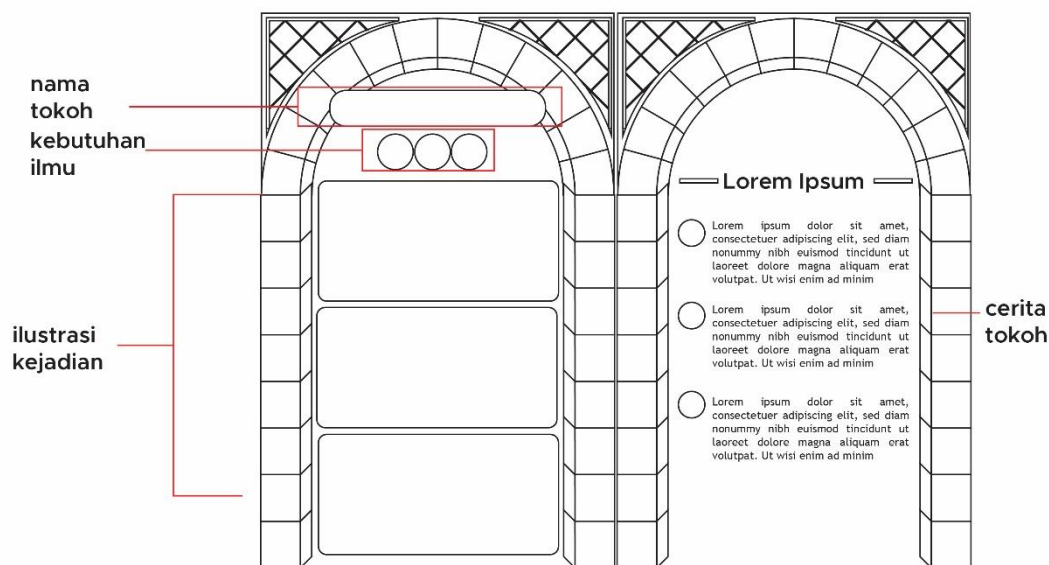 nama
tokoh
kebutuhan
ilmu
ilustrasi
kejadian
Lorem Ipsum
Lorem ipsum dolor sit amet,
consectetuer adipiscing elit, sed diam
nonummy nibh euismod tincidunt ut
laoreet dolore magna aliquam erat
volutpat. Ut wisi enim ad minim
Lorem ipsum dolor sit amet,
consectetuer adipiscing elit, sed diam
nonummy nibh euismod tincidunt ut
laoreet dolore magna aliquam erat
volutpat. Ut wisi enim ad minim
Lorem ipsum dolor sit amet,
consectetuer adipiscing elit, sed diam
nonummy nibh euismod tincidunt ut
laoreet dolore magna aliquam erat
volutpat. Ut wisi enim ad minim
cerita
tokoh